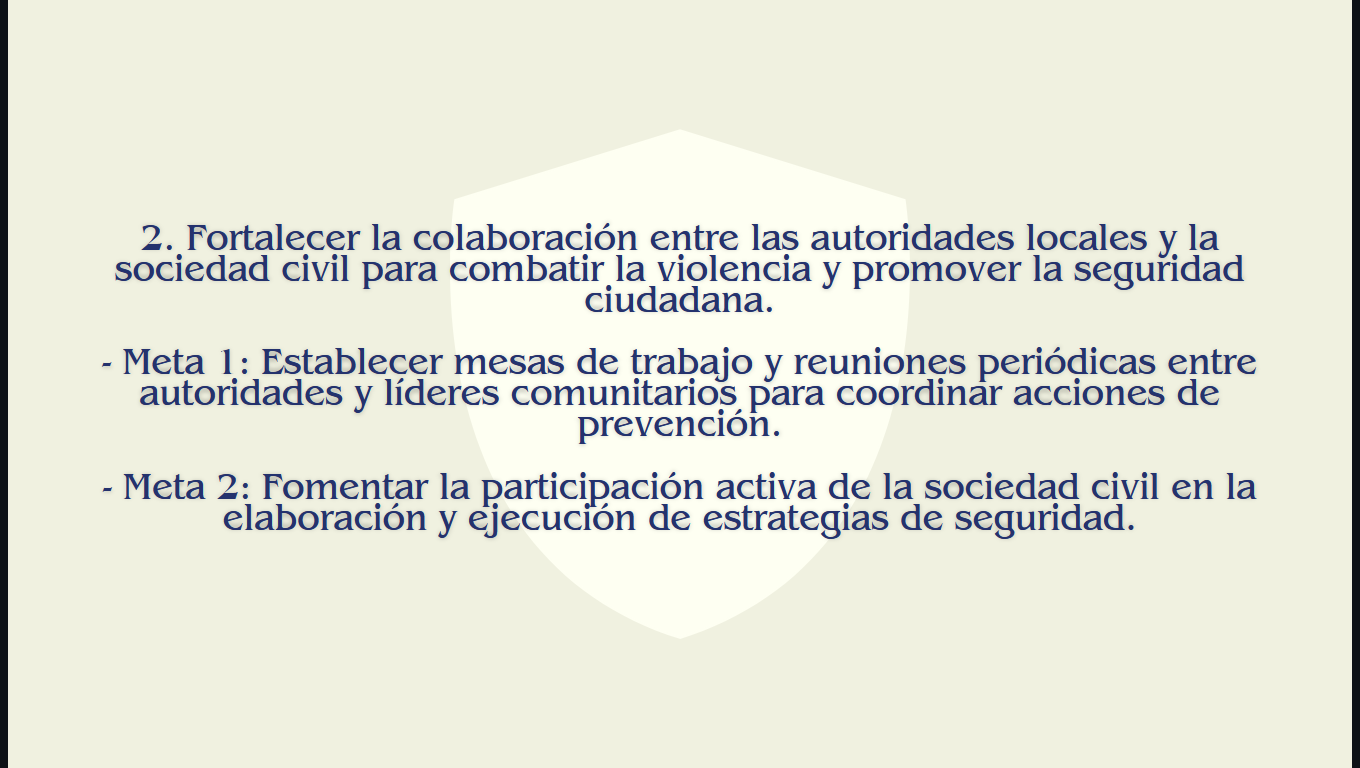 2. Fortalecer la colaboración entre las autoridades locales y la
sociedad civil para combatir la violencia y promover la seguridad
ciudadana.
- Meta 1: Establecer mesas de trabajo y reuniones periódicas entre
autoridades y líderes comunitarios para coordinar acciones de
prevención.
- Meta 2: Fomentar la participación activa de la sociedad civil en la
elaboración y ejecución de estrategias de seguridad.